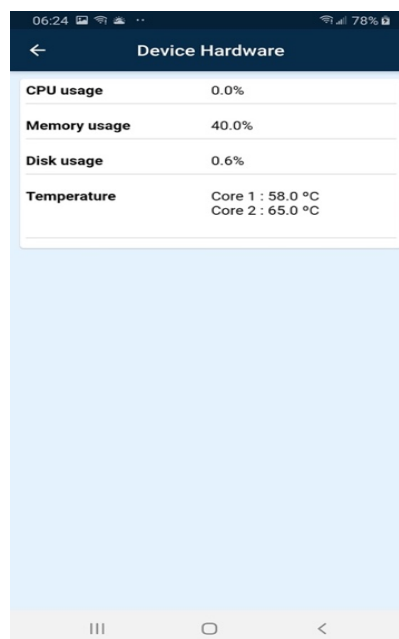 06:24 78%
Device Hardware
CPU usage 0.0%
Memory usage 40.0%
Disk usage 0.6%
Temperature Core 1 : 58.0 ºC
Core 2 : 65.0 ºC